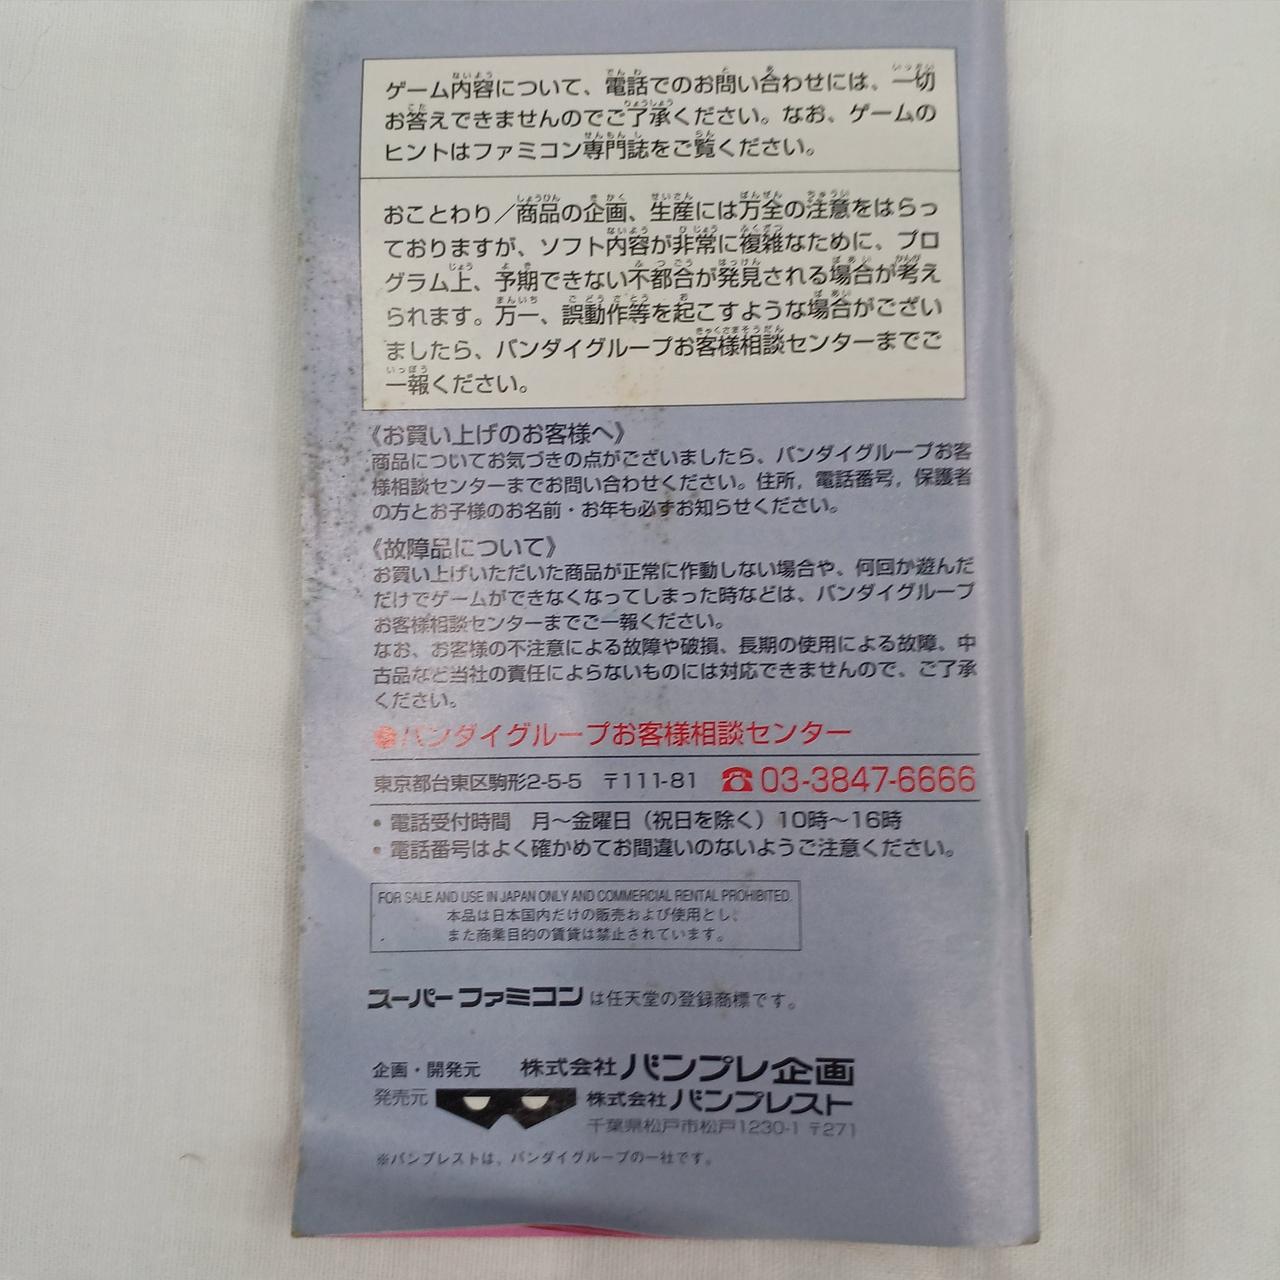 ゲーム内容について、電話でのお問い合わせには、一切
お答えできませんのでご了承ください。なお、ゲームの
ヒントはファミコン専門誌をご覧ください。
おことわり／商品の企画、生産には万全の注意をはらっ
ておりますが、ソフト内容が非常に複雑なために、プロ
グラム上、予期できない不都合が発見される場合が考え
られます。万一、誤動作等を起こすような場合がござい
ましたら、バンダイグループお客様相談センターまでご
一報ください。
《お買い上げのお客様へ》
商品についてお気づきの点がございましたら、バンダイグループお客
様相談センターまでお問い合わせください。住所，電話番号，保護者
の方とお子様のお名前・お年も必ずお知らせください。
《故障品について》
お買い上げいただいた商品が正常に作動しない場合や、何回か遊んだ
だけでゲームができなくなってしまった時などは、バンダイグループ
お客様相談センターまでご一報ください。
なお、お客様の不注意による故障や破損、長期の使用による故障、中
古品など当社の責任によらないものには対応できませんので、ご了承
ください。
●バンダイグループお客様相談センター
東京都台東区駒形2-5-5 〒111-81 ☎03-3847-6666
• 電話受付時間 月〜金曜日（祝日を除く）10時〜16時
• 電話番号はよく確かめてお間違いのないようご注意ください。
FOR SALE AND USE IN JAPAN ONLY AND COMMERCIAL RENTAL PROHIBITED.
本品は日本国内だけの販売および使用とし、
また商業目的の賃貸は禁止されています。
スーパーファミコンは任天堂の登録商標です。
企画・開発元 株式会社バンプレ企画
発売元 株式会社バンプレスト
千葉県松戸市松戸1230-1 〒271
※バンプレストは、バンダイグループの一社です。